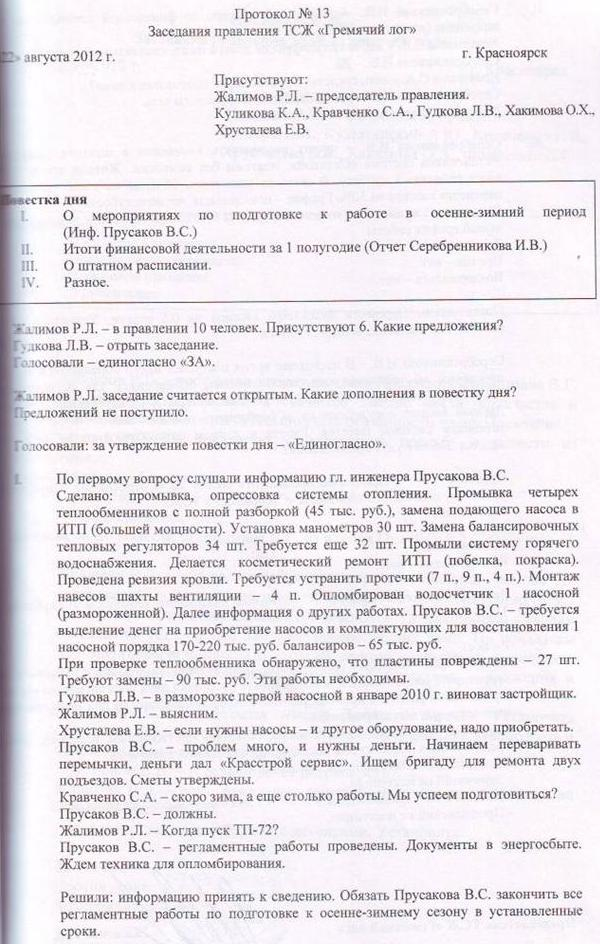 Протокол № 13
Заседания правления ТСЖ «Гремячий лог»
22» августа 2012 г. г. Красноярск
Присутствуют:
Жалимов Р.Л. – председатель правления.
Куликова К.А., Кравченко С.А., Гудкова Л.В., Хакимова О.Х.,
Хрусталева Е.В.
Повестка дня
I. О мероприятиях по подготовке к работе в осенне-зимний период
(Инф. Прусаков В.С.)
II. Итоги финансовой деятельности за 1 полугодие (Отчет Серебренникова И.В.)
III. О штатном расписании.
IV. Разное.
Жалимов Р.Л. – в правлении 10 человек. Присутствуют 6. Какие предложения?
Гудкова Л.В. – отрыть заседание.
Голосовали – единогласно «ЗА».
Жалимов Р.Л. заседание считается открытым. Какие дополнения в повестку дня?
Предложений не поступило.
Голосовали: за утверждение повестки дня – «Единогласно».
I. По первому вопросу слушали информацию гл. инженера Прусакова В.С.
Сделано: промывка, опрессовка системы отопления. Промывка четырех
теплообменников с полной разборкой (45 тыс. руб.), замена подающего насоса в
ИТП (большей мощности). Установка манометров 30 шт. Замена балансировочных
тепловых регуляторов 34 шт. Требуется еще 32 шт. Промыли систему горячего
водоснабжения. Делается косметический ремонт ИТП (побелка, покраска).
Проведена ревизия кровли. Требуется устранить протечки (7 п., 9 п., 4 п.). Монтаж
навесов шахты вентиляции – 4 п. Опломбирован водосчетчик 1 насосной
(размороженной). Далее информация о других работах. Прусаков В.С. – требуется
выделение денег на приобретение насосов и комплектующих для восстановления 1
насосной порядка 170-220 тыс. руб. балансиров – 65 тыс. руб.
При проверке теплообменника обнаружено, что пластины повреждены – 27 шт.
Требуют замены – 90 тыс. руб. Эти работы необходимы.
Гудкова Л.В. – в разморозке первой насосной в январе 2010 г. виноват застройщик.
Жалимов Р.Л. – выясним.
Хрусталева Е.В. – если нужны насосы – и другое оборудование, надо приобретать.
Прусаков В.С. – проблем много, и нужны деньги. Начинаем переваривать
перемычки, деньги дал «Красстрой сервис». Ищем бригаду для ремонта двух
подъездов. Сметы утверждены.
Кравченко С.А. – скоро зима, а еще столько работы. Мы успеем подготовиться?
Прусаков В.С. – должны.
Жалимов Р.Л. – Когда пуск ТП-72?
Прусаков В.С. – регламентные работы проведены. Документы в энергосбыте.
Ждем техника для опломбирования.
Решили: информацию принять к сведению. Обязать Прусакова В.С. закончить все
регламентные работы по подготовке к осенне-зимнему сезону в установленные
сроки.